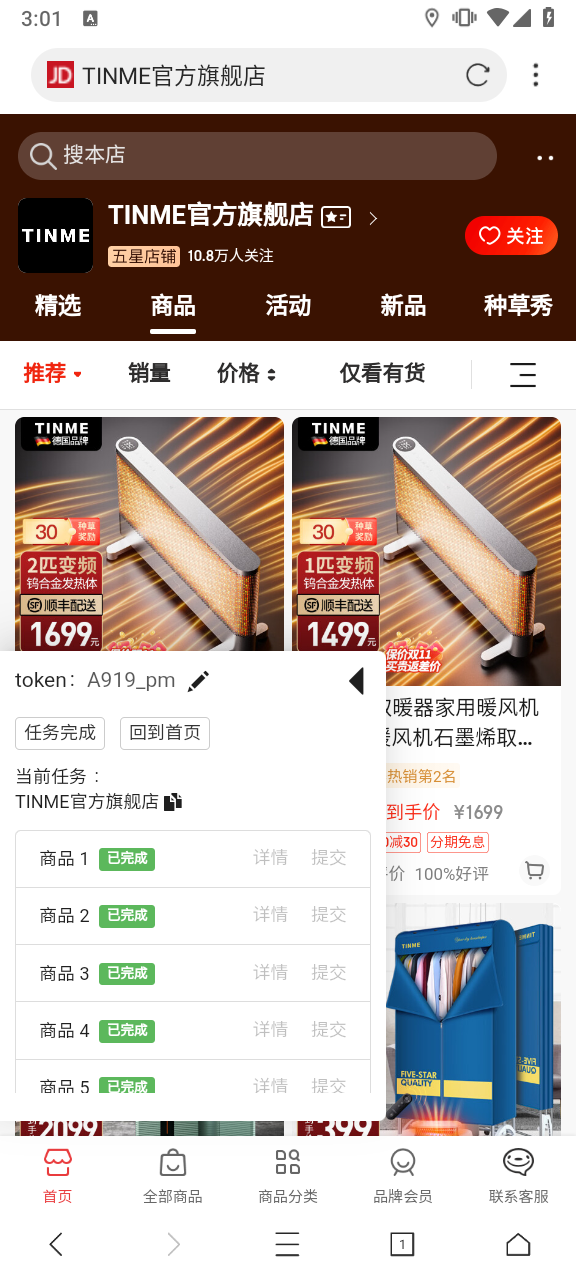 3:01
A
JD TINME官方旗舰店
搜本店
TINME
TINME官方旗舰店
五星店铺 10.8万人关注
关注
精选 商品 活动 新品 种草秀
推荐 销量 价格 仅看有货
TINME
德国品牌
30 种草奖励
2匹变频
钨合金发热体
SF 顺丰配送
1699元
TINME
德国品牌
30 种草奖励
1匹变频
钨合金发热体
SF 顺丰配送
1499元
保价双11
买贵返差价
取暖器家用暖风机
暖风机石墨烯取...
热销第2名
到手价 ¥1699
减30 分期免息
评价 100%好评
token: A919_pm
任务完成 回到首页
当前任务：
TINME官方旗舰店
商品 1 已完成 详情 提交
商品 2 已完成 详情 提交
商品 3 已完成 详情 提交
商品 4 已完成 详情 提交
商品 5 已完成 详情 提交
TINME
FIVE-STAR
QUALITY
2099
399
首页 全部商品 商品分类 品牌会员 联系客服
1